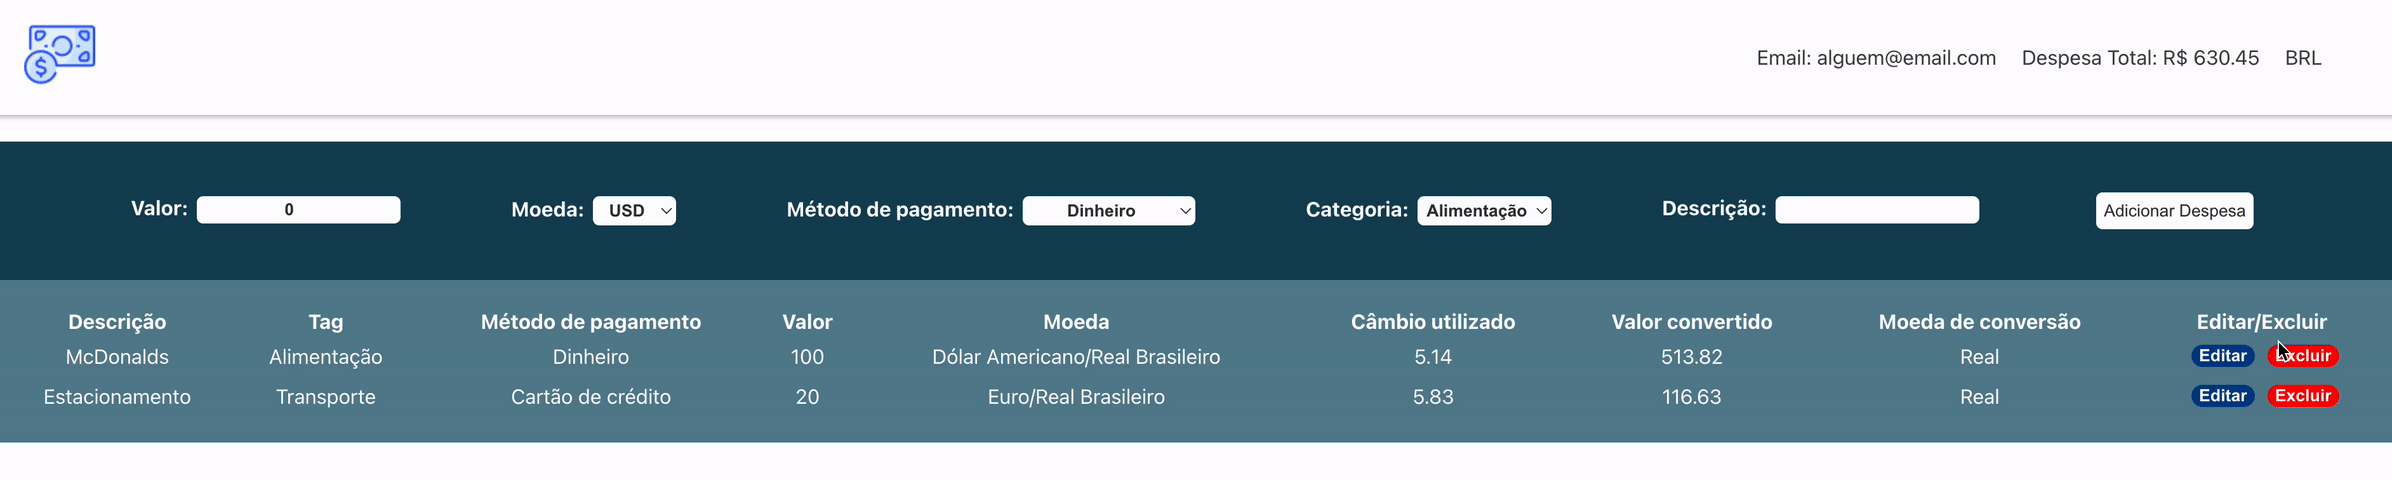 $
Email: alguem@email.com Despesa Total: R$ 630.45 BRL
Valor: 0 Moeda: USD Método de pagamento: Dinheiro Categoria: Alimentação Descrição: Adicionar Despesa
Descrição Tag Método de pagamento Valor Moeda Câmbio utilizado Valor convertido Moeda de conversão Editar/Excluir
McDonalds Alimentação Dinheiro 100 Dólar Americano/Real Brasileiro 5.14 513.82 Real Editar Excluir
Estacionamento Transporte Cartão de crédito 20 Euro/Real Brasileiro 5.83 116.63 Real Editar Excluir